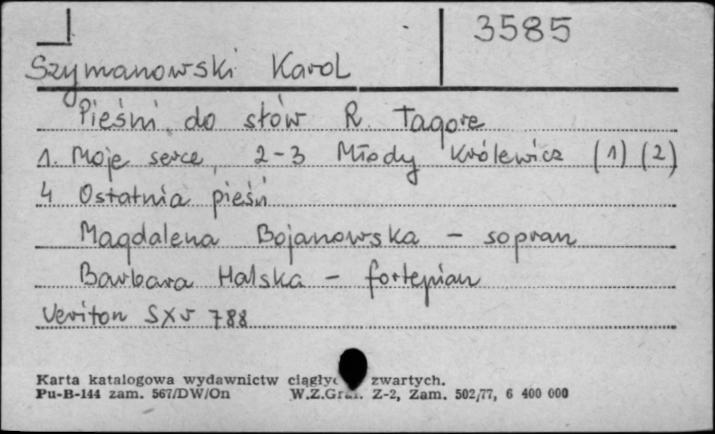 3585
Szymanowski Karol
Pieśni do słów R. Tagore
1. Moje serce, 2-3 Młody Królewicz (1) (2)
4 Ostatnia pieśń
Magdalena Bojanowska - sopran
Barbara Halska - fortepian
Veriton SXV 788
Karta katalogowa wydawnictw zwartych.
Pu-B-144 zam. 567/DW/On W.Z.Graf. Z-2, Zam. 502/77, 6 400 000